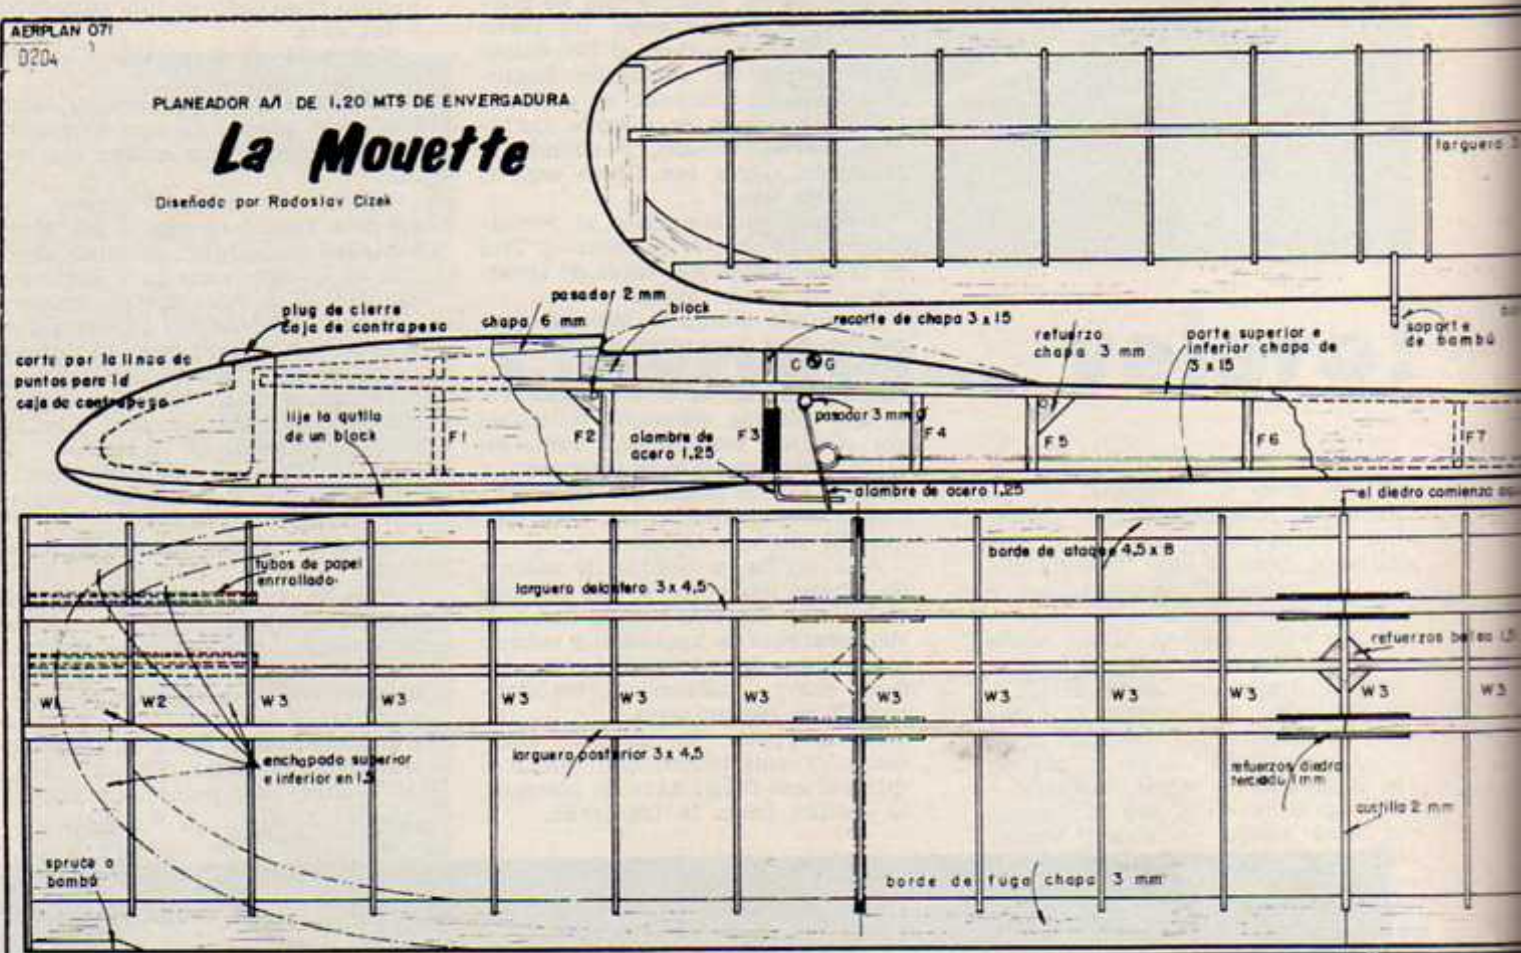 AERPLAN 071
D204
PLANEADOR A/1 DE 1,20 MTS DE ENVERGADURA
La Mouette
Diseñado por Radoslav Cizek
larguero 3
soporte
de bambú
plug de cierre
caja de contrapeso
pasador 2 mm
chapa 6 mm
block
recorte de chapa 3 x 15
refuerzo
chapa 3 mm
parte superior e
inferior chapa de
3 x 15
corte por la linea de
puntos para la
caja de contrapeso
C G
lije la qutila
de un block
F1
F2
alambre de
acero 1,25
F3
pasador 3 mm
F4
F5
F6
F7
alambre de acero 1,25
el diedro comienza
borde de ataque 4,5 x 8
tubos de papel
enrrollado
larguero delantero 3 x 4,5
refuerzos balsa 1,5
W1
W2
W3
W3
W3
W3
W3
W3
W3
W3
W3
W3
W3
enchapado superior
e inferior en 1.5
larguero posterior 3 x 4,5
refuerzos diedro
terciado 1 mm
costilla 2 mm
spruce o
bambú
borde de fuga chapa 3 mm